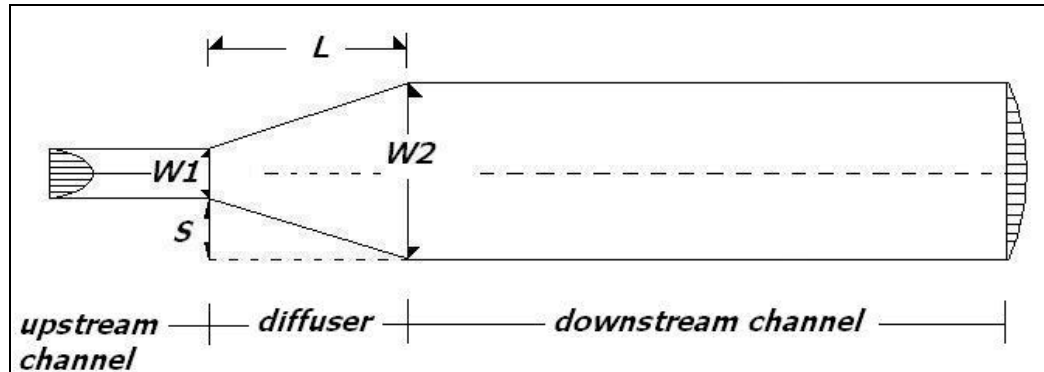 L
W1
W2
S
upstream
channel
diffuser
downstream channel